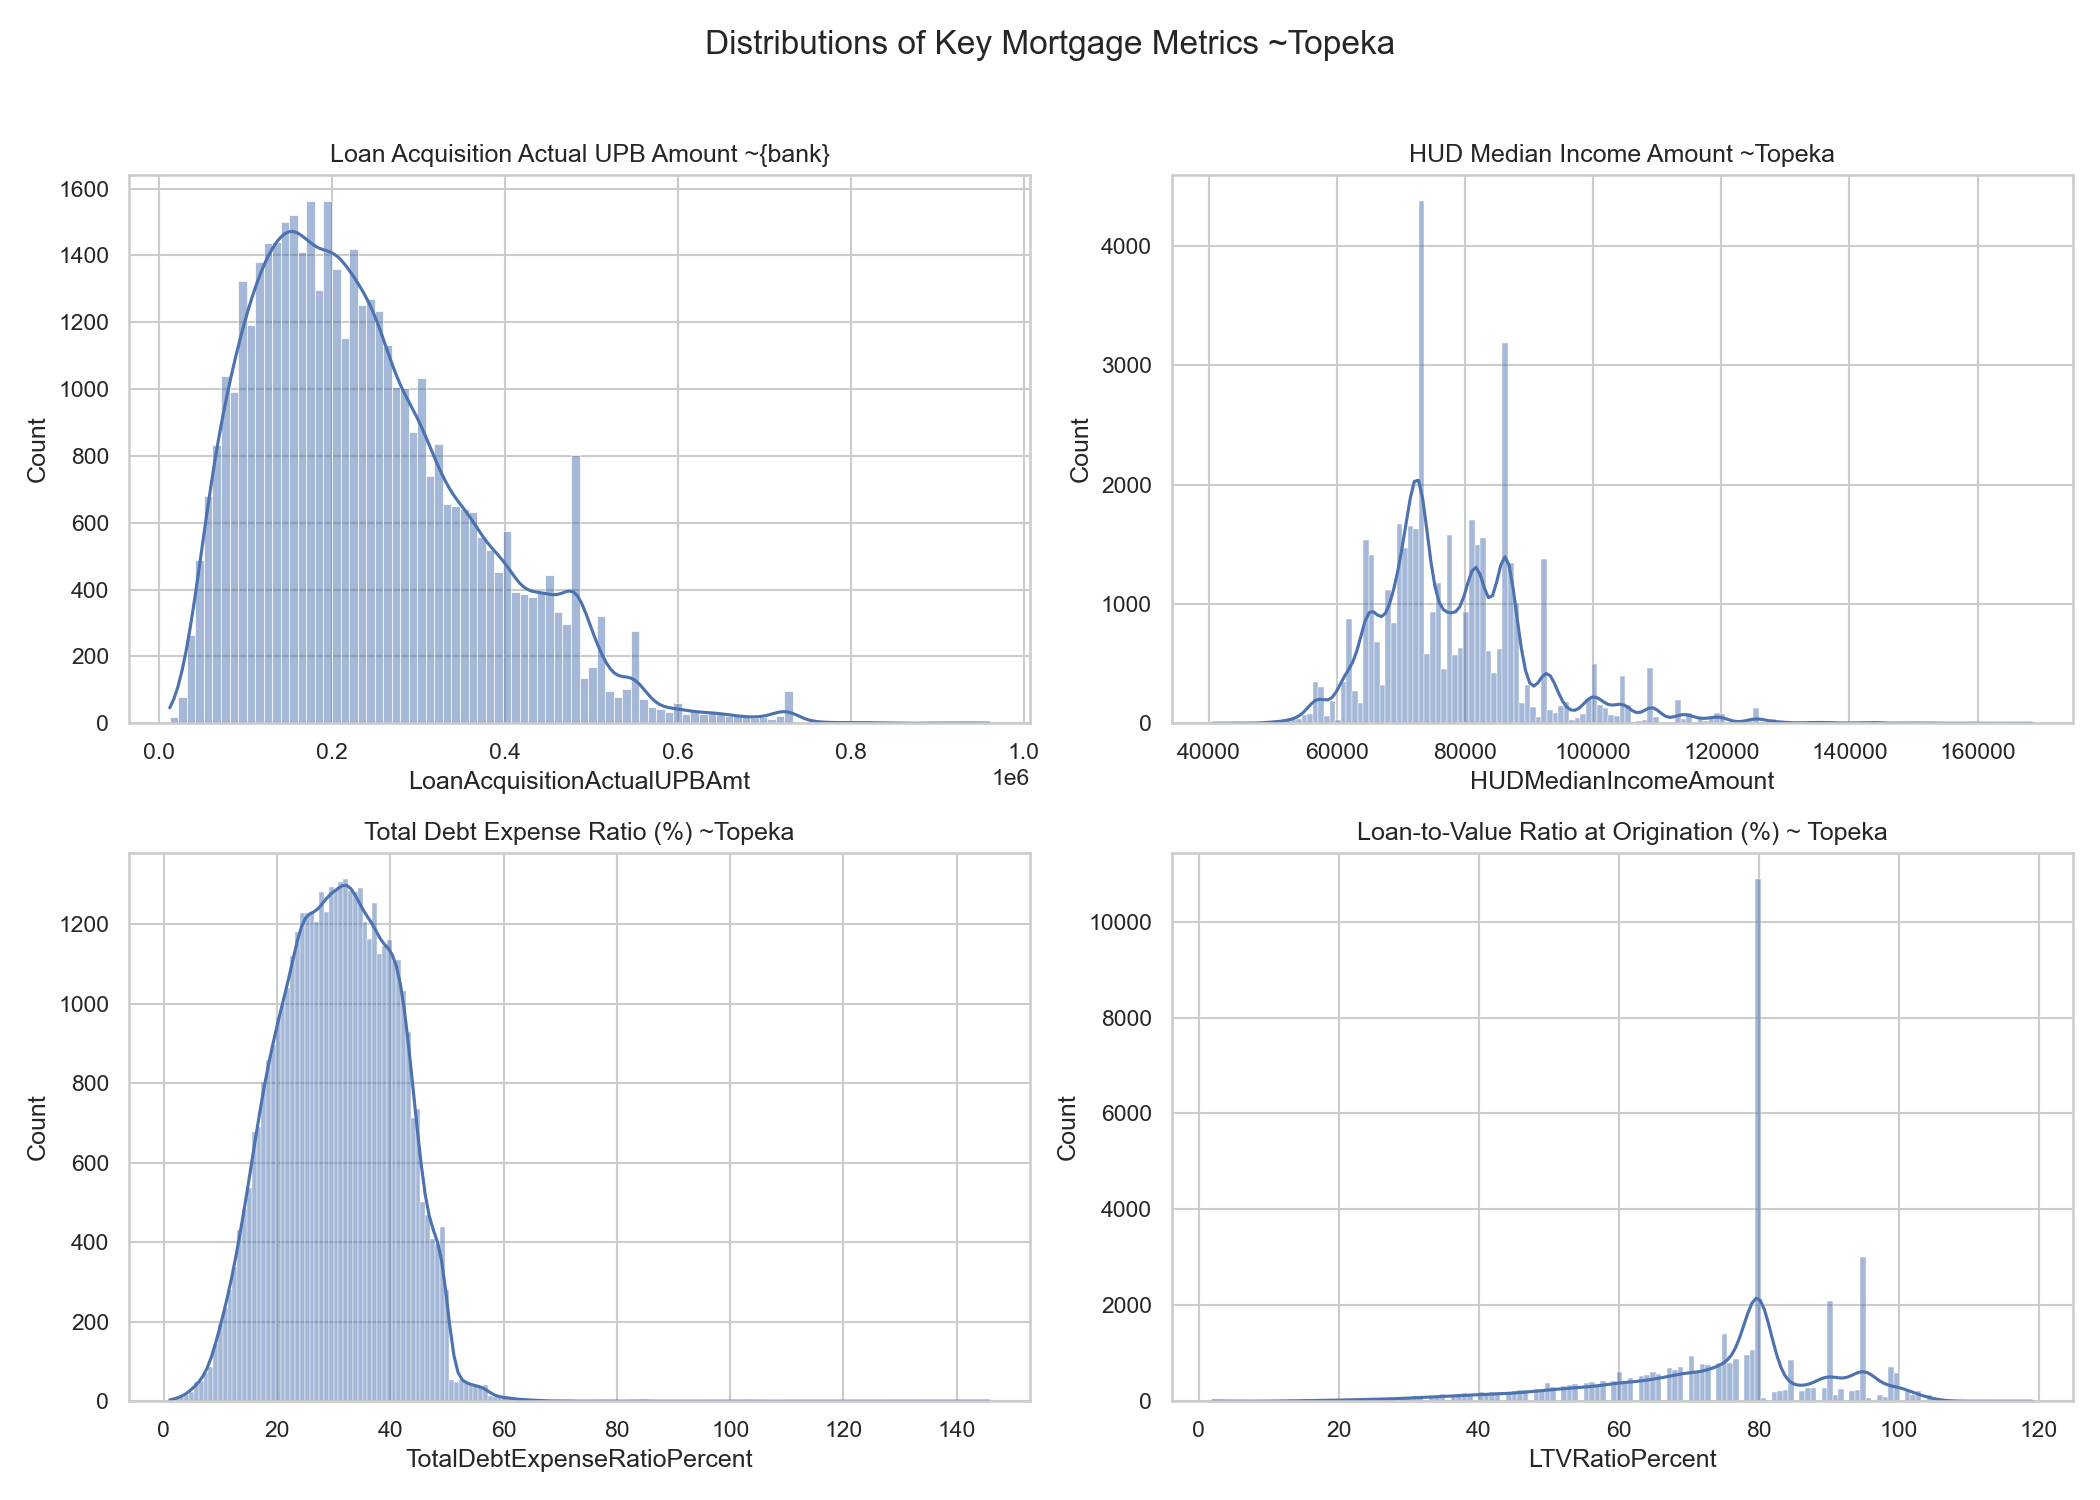 Distributions of Key Mortgage Metrics ~Topeka
Loan Acquisition Actual UPB Amount ~{bank}
1600
1400
1200
1000
800
600
400
200
0
Count
0.0 0.2 0.4 0.6 0.8 1.0
1e6
LoanAcquisitionActualUPBAmt
HUD Median Income Amount ~Topeka
4000
3000
2000
1000
0
Count
40000 60000 80000 100000 120000 140000 160000
HUDMedianIncomeAmount
Total Debt Expense Ratio (%) ~Topeka
1200
1000
800
600
400
200
0
Count
0 20 40 60 80 100 120 140
TotalDebtExpenseRatioPercent
Loan-to-Value Ratio at Origination (%) ~ Topeka
10000
8000
6000
4000
2000
0
Count
0 20 40 60 80 100 120
LTVRatioPercent